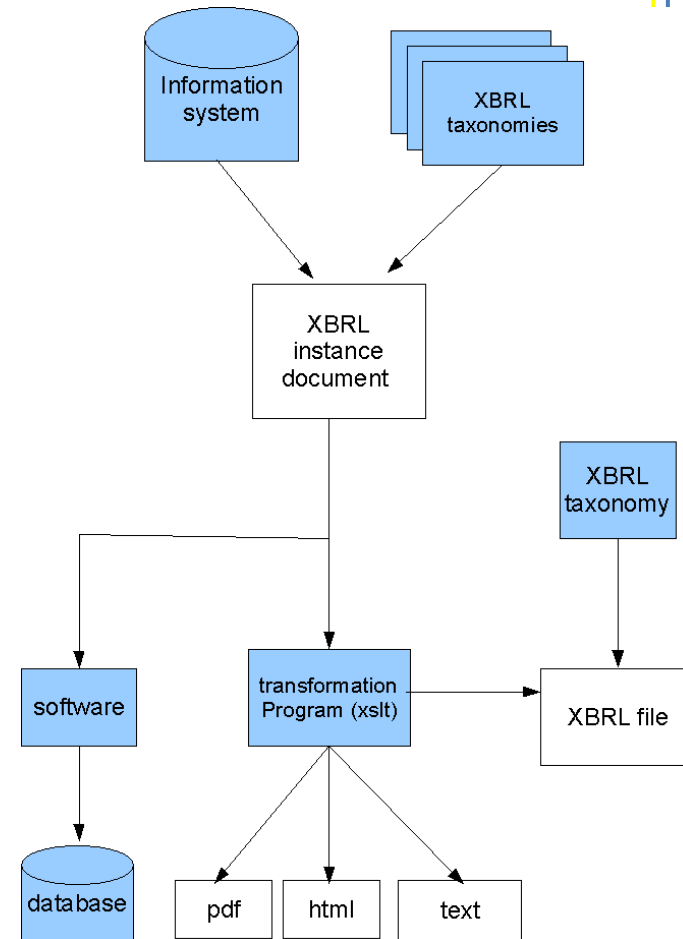 Information
system
XBRL
taxonomies
XBRL
instance
document
XBRL
taxonomy
software
transformation
Program (xslt)
XBRL file
database
pdf
html
text